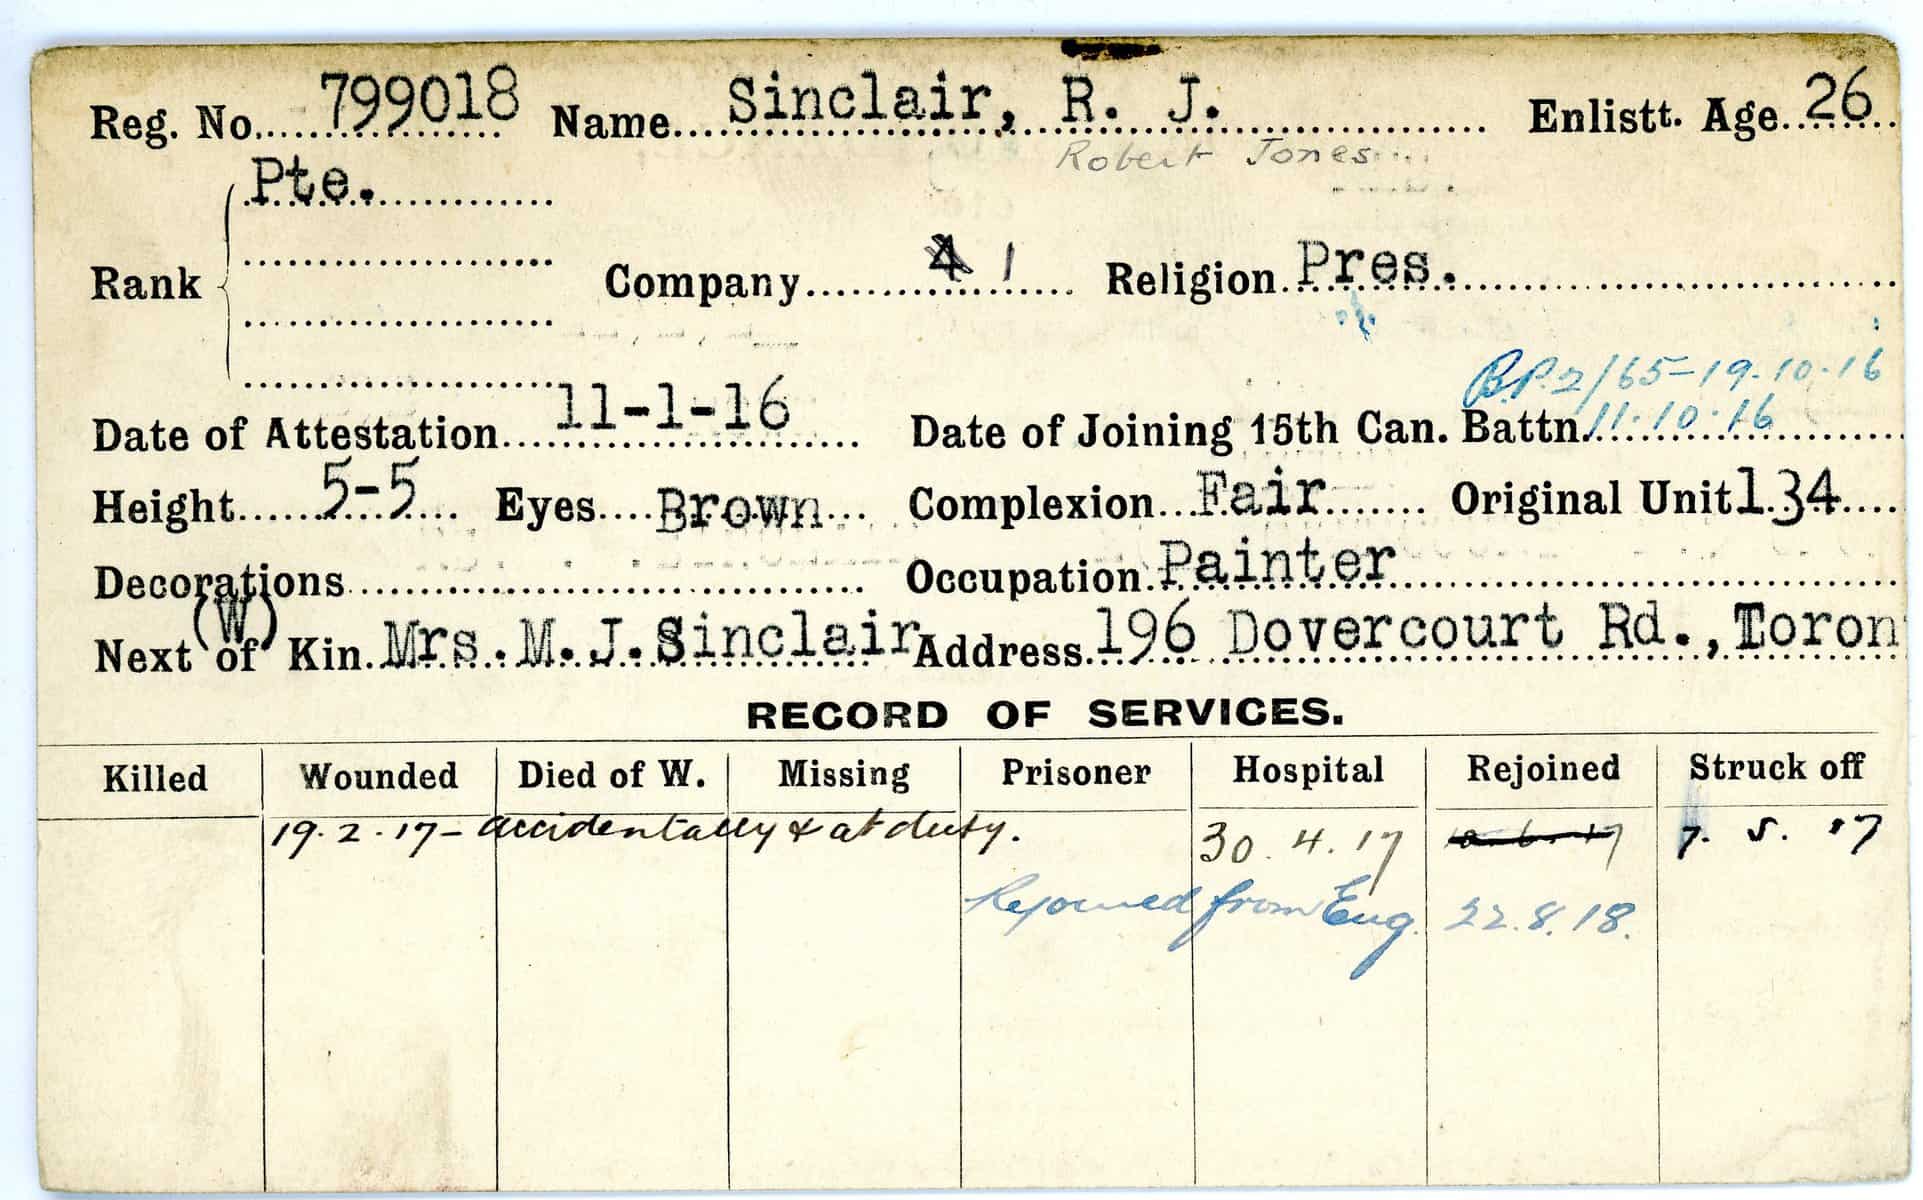 Reg. No. 799018 Name Sinclair, R. J. Enlistt. Age 26
Robert Jones
Pte.
Rank Company 4 1 Religion Pres.
B.P.2/65-19.10.16
Date of Attestation 11-1-16 Date of Joining 15th Can. Battn. 11.10.16
Height 5-5 Eyes Brown Complexion Fair Original Unit 134
Decorations Occupation Painter
(W)
Next of Kin Mrs. M. J. Sinclair Address 196 Dovercourt Rd., Toron
RECORD OF SERVICES.
Killed Wounded Died of W. Missing Prisoner Hospital Rejoined Struck off
19.2.17- accidentally & at duty. 30.4.17 7.5.17
Rejoined from Eng. 22.8.18.